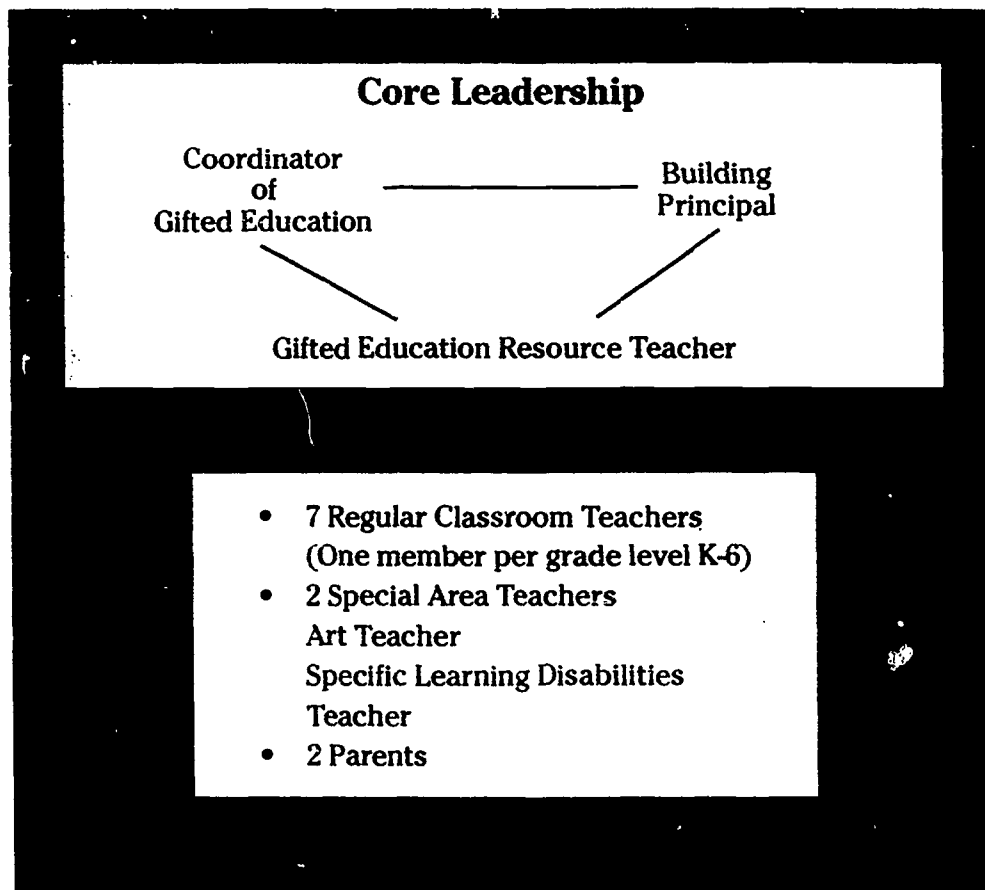 Core Leadership
Coordinator
of
Gifted Education
Building
Principal
Gifted Education Resource Teacher
• 7 Regular Classroom Teachers
(One member per grade level K-6)
• 2 Special Area Teachers
Art Teacher
Specific Learning Disabilities
Teacher
• 2 Parents